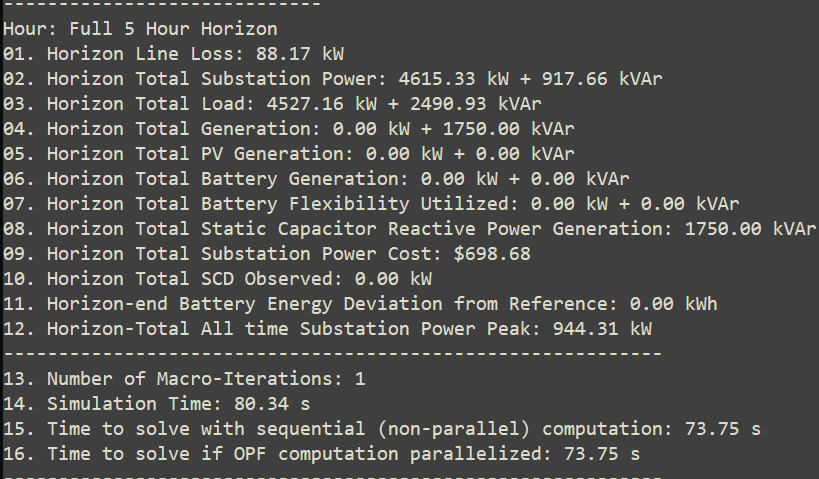 -----------------------------
Hour: Full 5 Hour Horizon
01. Horizon Line Loss: 88.17 kW
02. Horizon Total Substation Power: 4615.33 kW + 917.66 kVAr
03. Horizon Total Load: 4527.16 kW + 2490.93 kVAr
04. Horizon Total Generation: 0.00 kW + 1750.00 kVAr
05. Horizon Total PV Generation: 0.00 kW + 0.00 kVAr
06. Horizon Total Battery Generation: 0.00 kW + 0.00 kVAr
07. Horizon Total Battery Flexibility Utilized: 0.00 kW + 0.00 kVAr
08. Horizon Total Static Capacitor Reactive Power Generation: 1750.00 kVAr
09. Horizon Total Substation Power Cost: $698.68
10. Horizon Total SCD Observed: 0.00 kW
11. Horizon-end Battery Energy Deviation from Reference: 0.00 kWh
12. Horizon-Total All time Substation Power Peak: 944.31 kW
------------------------------------------------------------
13. Number of Macro-Iterations: 1
14. Simulation Time: 80.34 s
15. Time to solve with sequential (non-parallel) computation: 73.75 s
16. Time to solve if OPF computation parallelized: 73.75 s
------------------------------------------------------------